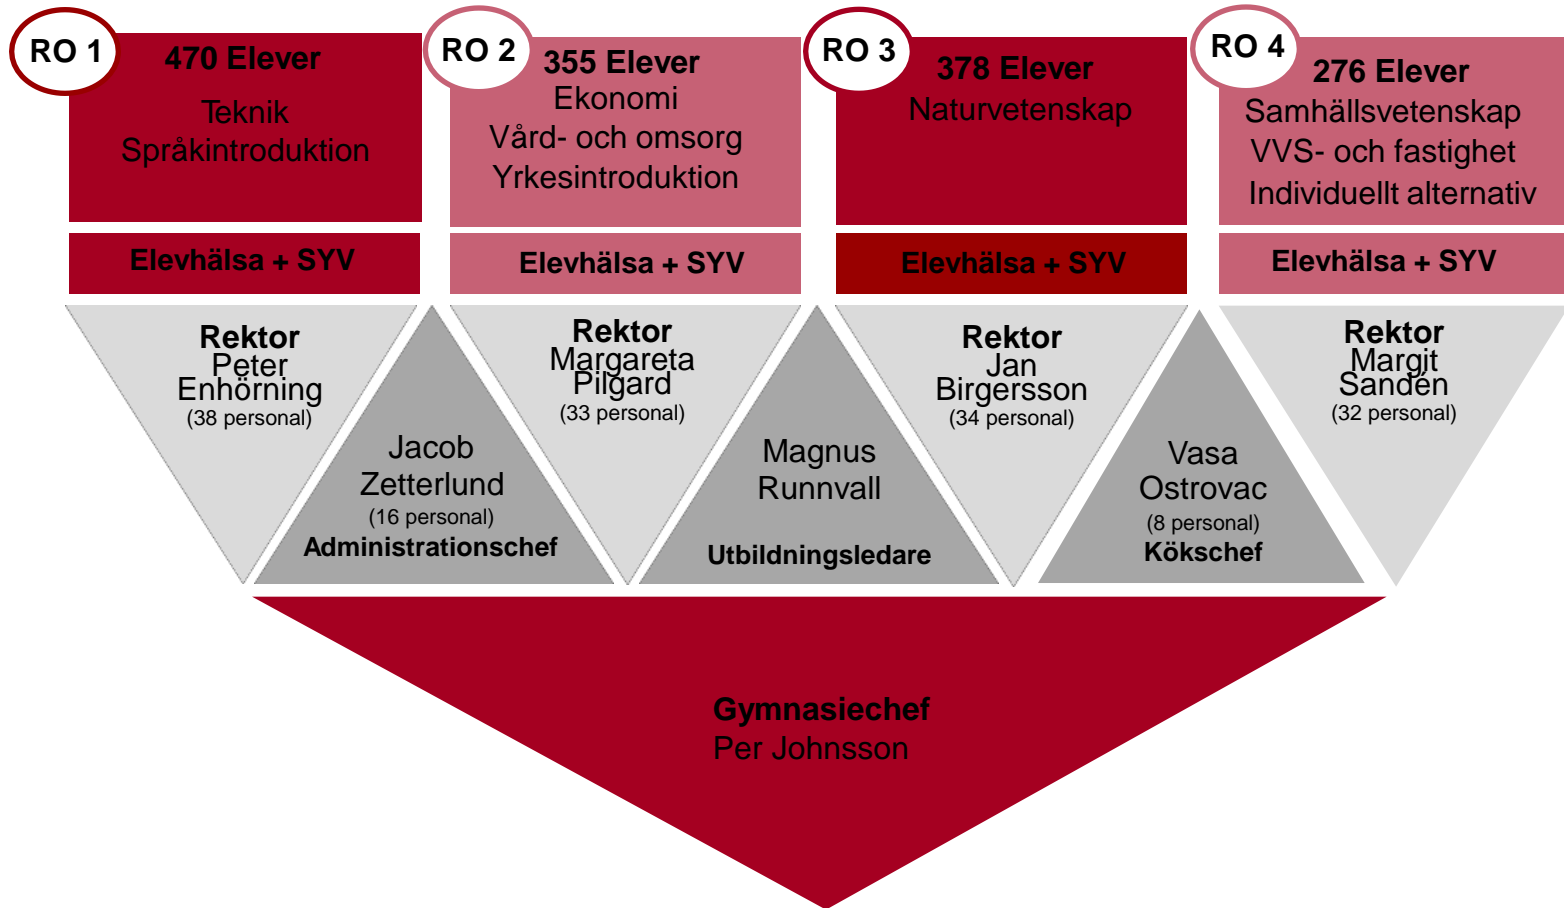 RO 1
470 Elever
Teknik
Språkintroduktion
Elevhälsa + SYV
Rektor
Peter
Enhörning
(38 personal)
RO 2
355 Elever
Ekonomi
Vård- och omsorg
Yrkesintroduktion
Elevhälsa + SYV
Rektor
Margareta
Pilgard
(33 personal)
RO 3
378 Elever
Naturvetenskap
Elevhälsa + SYV
Rektor
Jan
Birgersson
(34 personal)
RO 4
276 Elever
Samhällsvetenskap
VVS- och fastighet
Individuellt alternativ
Elevhälsa + SYV
Rektor
Margit
Sandén
(32 personal)
Jacob
Zetterlund
(16 personal)
Administrationschef
Magnus
Runnvall
Utbildningsledare
Vasa
Ostrovac
(8 personal)
Kökschef
Gymnasiechef
Per Johnsson